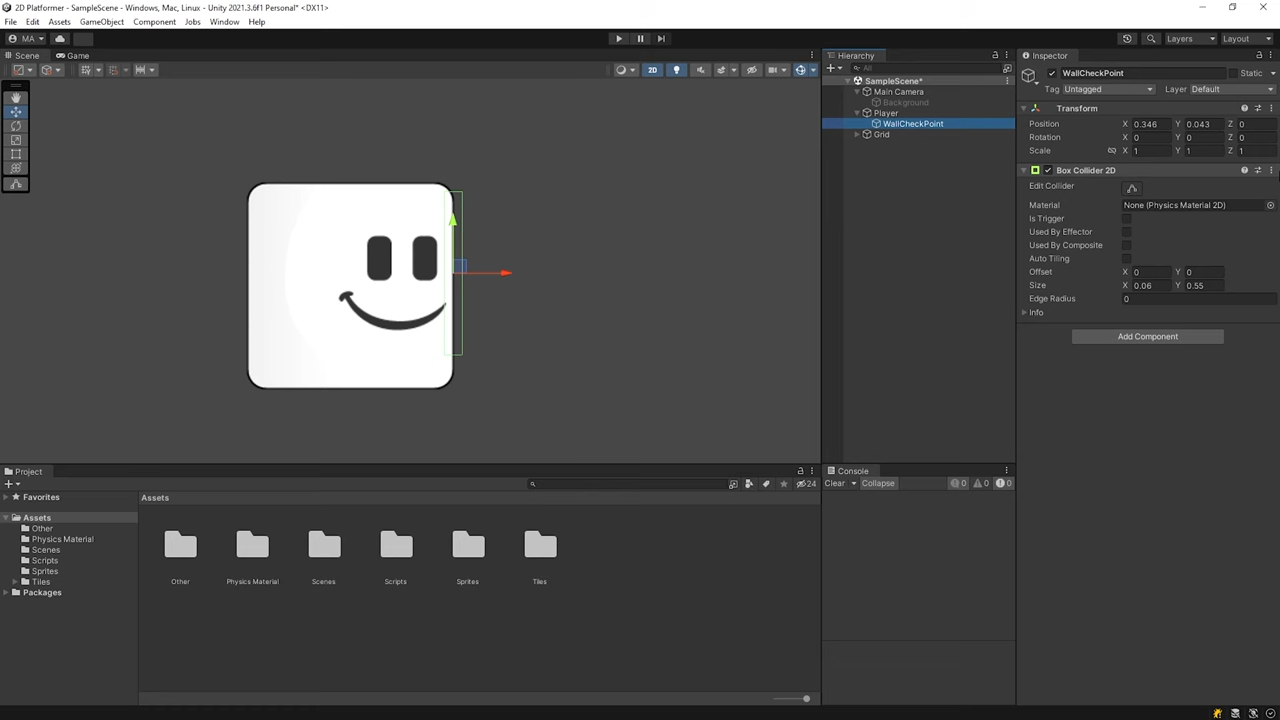 2D Platformer - SampleScene - Windows, Mac, Linux - Unity 2021.3.6f1 Personal* <DX11>
File Edit Assets GameObject Component Jobs Window Help
MA Layers Layout
Scene Game
2D
Hierarchy
All
SampleScene*
Main Camera
Background
Player
WallCheckPoint
Grid
Inspector
WallCheckPoint Static
Tag Untagged Layer Default
Transform
Position X 0.346 Y 0.043 Z 0
Rotation X 0 Y 0 Z 0
Scale X 1 Y 1 Z 1
Box Collider 2D
Edit Collider
Material None (Physics Material 2D)
Is Trigger
Used By Effector
Used By Composite
Auto Tiling
Offset X 0 Y 0
Size X 0.06 Y 0.55
Edge Radius 0
Info
Add Component
Project
24
Favorites
Assets
Other
Physics Material
Scenes
Scripts
Sprites
Tiles
Packages
Assets
Other Physics Material Scenes Scripts Sprites Tiles
Console
Clear Collapse 0 0 0